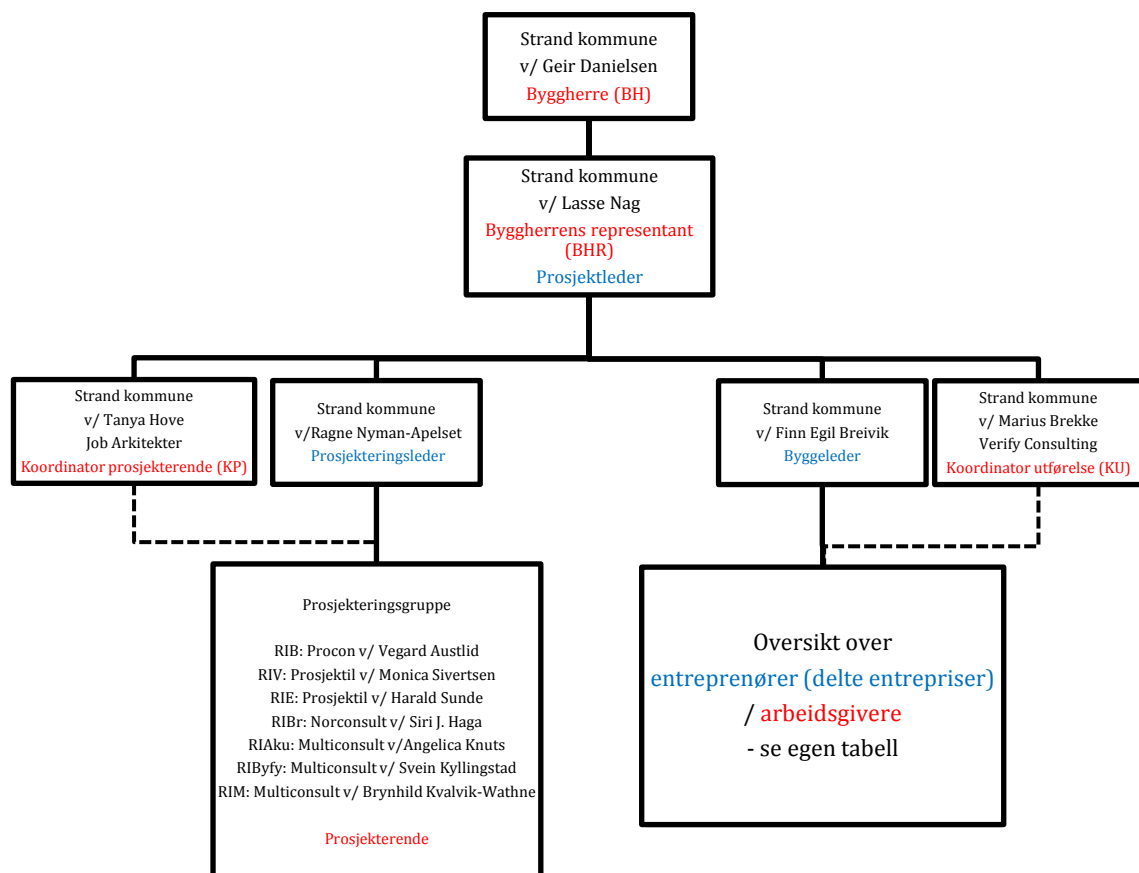 Strand kommune
v/ Geir Danielsen
Byggherre (BH)
Strand kommune
v/ Lasse Nag
Byggherrens representant
(BHR)
Prosjektleder
Strand kommune
v/ Tanya Hove
Job Arkitekter
Koordinator prosjekterende (KP)
Strand kommune
v/Ragne Nyman-Apelset
Prosjekteringsleder
Strand kommune
v/ Finn Egil Breivik
Byggeleder
Strand kommune
v/ Marius Brekke
Verify Consulting
Koordinator utførelse (KU)
Prosjekteringsgruppe
RIB: Procon v/ Vegard Austlid
RIV: Prosjektil v/ Monica Sivertsen
RIE: Prosjektil v/ Harald Sunde
RIBr: Norconsult v/ Siri J. Haga
RIAku: Multiconsult v/Angelica Knuts
RIByfy: Multiconsult v/ Svein Kyllingstad
RIM: Multiconsult v/ Brynhild Kvalvik-Wathne
Prosjekterende
Oversikt over
entreprenører (delte entrepriser)
/ arbeidsgivere
- se egen tabell